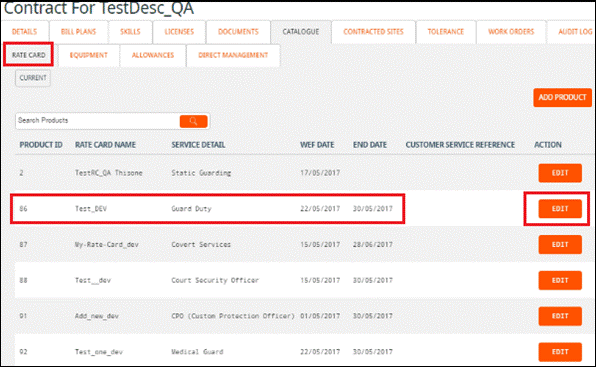 Contract For TestDesc_QA
DETAILS BILL PLANS SKILLS LICENSES DOCUMENTS CATALOGUE CONTRACTED SITES TOLERANCE WORK ORDERS AUDIT LOG
RATE CARD EQUIPMENT ALLOWANCES DIRECT MANAGEMENT
CURRENT
ADD PRODUCT
Search Products
PRODUCT ID RATE CARD NAME SERVICE DETAIL WEF DATE END DATE CUSTOMER SERVICE REFERENCE ACTION
2 TestRC_QA Thisone Static Guarding 17/05/2017 EDIT
86 Test_DEV Guard Duty 22/05/2017 30/05/2017 EDIT
87 My-Rate-Card_dev Covert Services 15/05/2017 28/06/2017 EDIT
88 Test__dev Court Security Officer 15/05/2017 30/05/2017 EDIT
91 Add_new_dev CPO (Custom Protection Officer) 01/05/2017 30/05/2017 EDIT
92 Test_one_dev Medical Guard 22/05/2017 30/05/2017 EDIT